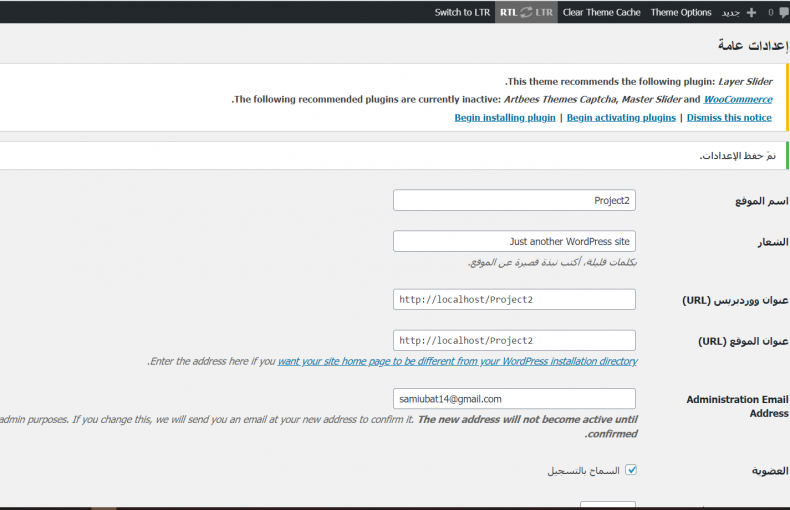 0 جديد Theme Options Clear Theme Cache RTL LTR Switch to LTR
إعدادات عامة
This theme recommends the following plugin: Layer Slider.
The following recommended plugins are currently inactive: Artbees Themes Captcha, Master Slider and WooCommerce.
Begin installing plugin | Begin activating plugins | Dismiss this notice
تمّ حفظ الإعدادات.
اسم الموقع Project2
الشعار Just another WordPress site
بكلمات قليلة، أكتب نبذة قصيرة عن الموقع.
عنوان ووردبريس (URL) http://localhost/Project2
عنوان الموقع (URL) http://localhost/Project2
Enter the address here if you want your site home page to be different from your WordPress installation directory.
Administration Email samiubat14@gmail.com
Address
admin purposes. If you change this, we will send you an email at your new address to confirm it. The new address will not become active until
confirmed.
العضوية السماح بالتسجيل